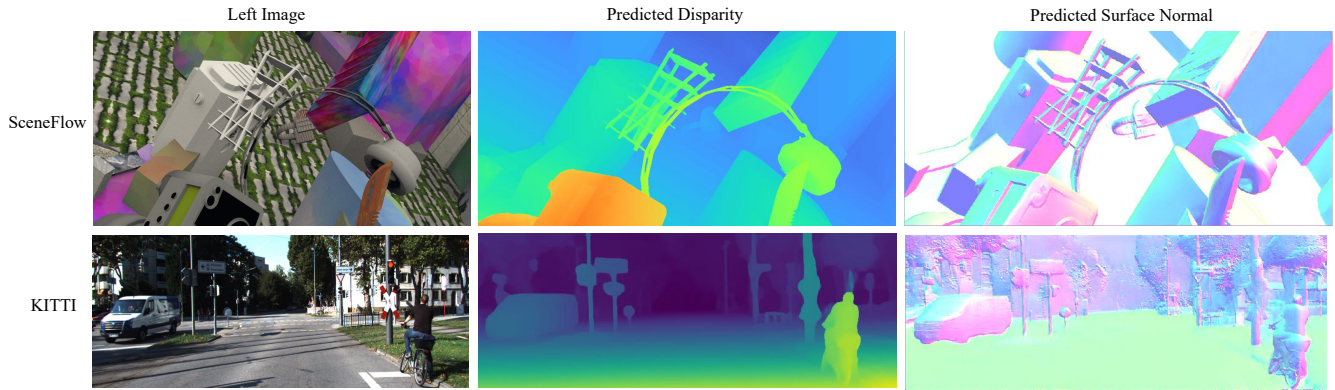 Left Image
Predicted Disparity
Predicted Surface Normal
SceneFlow
KITTI